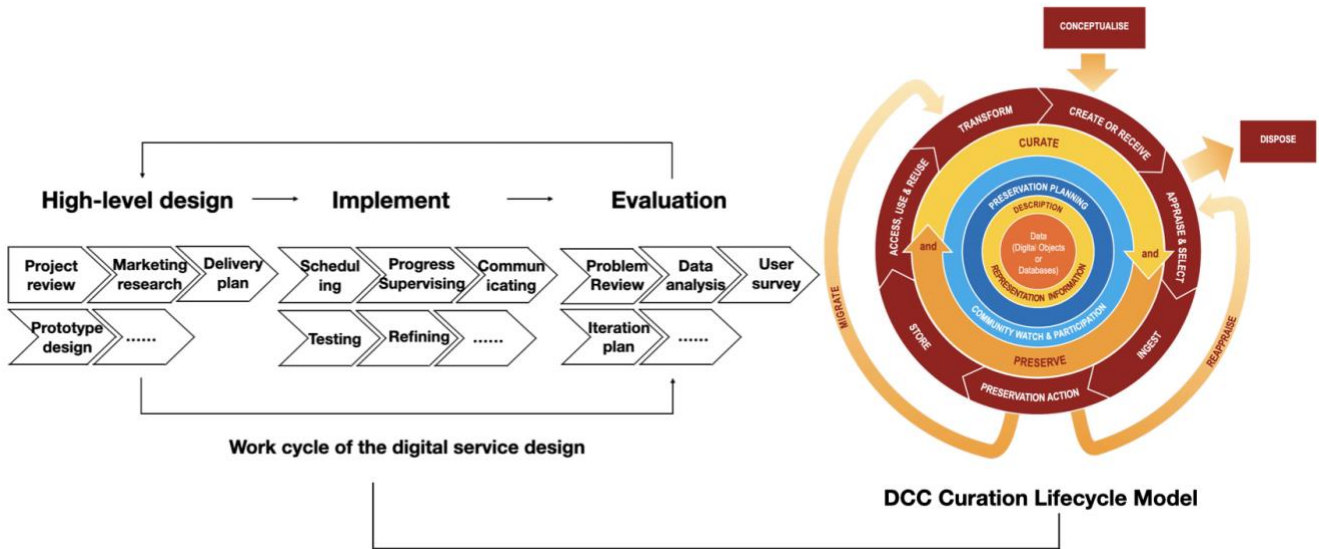 High-level design
Implement
Evaluation
Project
review
Marketing
research
Delivery
plan
Prototype
design
......
Schedul
ing
Progress
Supervising
Commun
icating
Testing
Refining
......
Problem
Review
Data
analysis
User
survey
Iteration
plan
......
Work cycle of the digital service design
CONCEPTUALISE
DISPOSE
TRANSFORM
CREATE OR RECEIVE
APPRAISE & SELECT
INGEST
PRESERVATION ACTION
STORE
ACCESS, USE & REUSE
CURATE
and
PRESERVE
and
COMMUNITY WATCH & PARTICIPATION
PRESERVATION PLANNING
DESCRIPTION
REPRESENTATION INFORMATION
Data
(Digital Objects
or
Databases)
MIGRATE
REAPPRAISE
DCC Curation Lifecycle Model